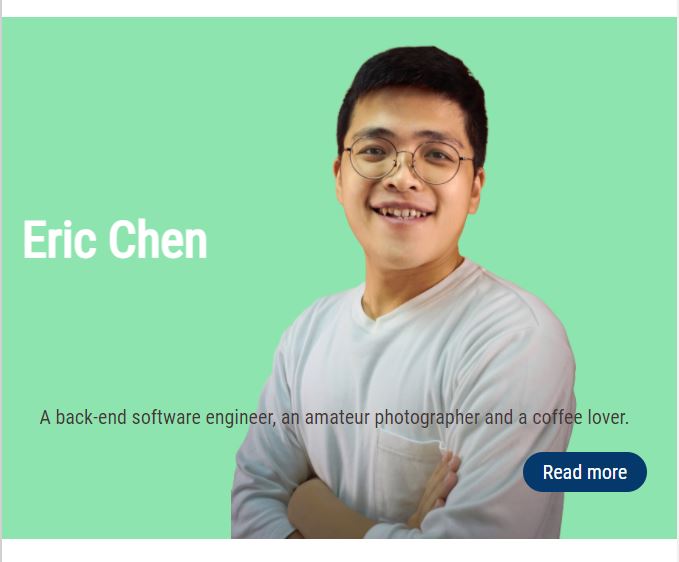 Eric Chen
A back-end software engineer, an amateur photographer and a coffee lover.
Read more